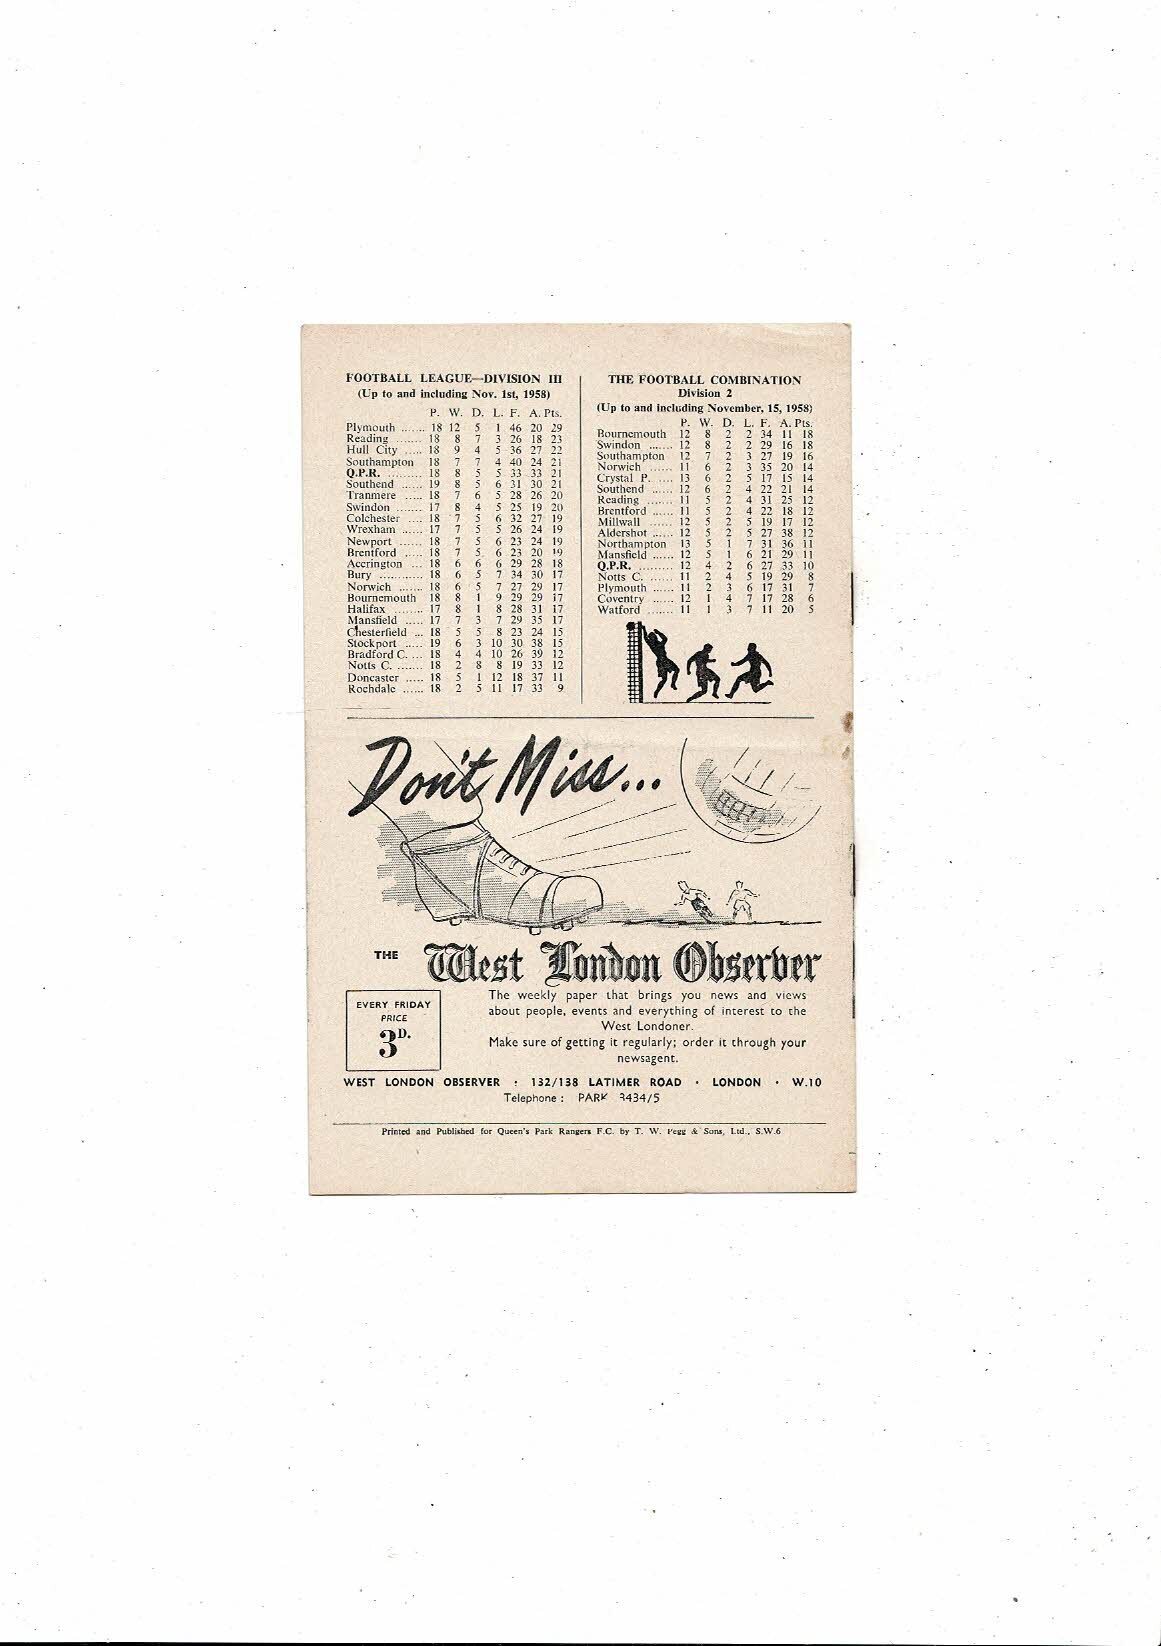 FOOTBALL LEAGUE—DIVISION III
(Up to and including Nov. 1st, 1958)
P. W. D. L. F. A. Pts.
Plymouth ...... 18 12 5 1 46 20 29
Reading ....... 18 8 7 3 26 18 23
Hull City ..... 18 9 4 5 36 27 22
Southampton 18 7 7 4 40 24 21
Q.P.R. ......... 18 8 5 5 33 33 21
Southend ...... 19 8 5 6 31 30 21
Tranmere ..... 18 7 6 5 28 26 20
Swindon ....... 17 8 4 5 25 19 20
Colchester .... 18 7 5 6 32 27 19
Wrexham ...... 17 7 5 5 26 24 19
Newport ...... 18 7 5 6 23 24 19
Brentford ..... 18 7 5 6 23 20 19
Accrington ... 18 6 6 6 29 28 18
Bury ............ 18 6 5 7 34 30 17
Norwich ....... 18 6 5 7 27 29 17
Bournemouth 18 8 1 9 29 29 17
Halifax ........ 17 8 1 8 28 31 17
Mansfield ..... 17 7 3 7 29 35 17
Chesterfield ... 18 5 5 8 23 24 15
Stockport ..... 19 6 3 10 30 38 15
Bradford C. ... 18 4 4 10 26 39 12
Notts C. ....... 18 2 8 8 19 33 12
Doncaster ..... 18 5 1 12 18 37 11
Rochdale ...... 18 2 5 11 17 33 9
THE FOOTBALL COMBINATION
Division 2
(Up to and including November, 15, 1958)
P. W. D. L. F. A. Pts.
Bournemouth 12 8 2 2 34 11 18
Swindon ...... 12 8 2 2 29 16 18
Southampton 12 7 2 3 27 19 16
Norwich ...... 11 6 2 3 35 20 14
Crystal P. ..... 13 6 2 5 17 15 14
Southend ..... 12 6 2 4 22 21 14
Reading ....... 11 5 2 4 31 25 12
Brentford ..... 11 5 2 4 22 18 12
Millwall ...... 12 5 2 5 19 17 12
Aldershot ..... 12 5 2 5 27 38 12
Northampton 13 5 1 7 31 36 11
Mansfield ..... 12 5 1 6 21 29 11
Q.P.R. ......... 12 4 2 6 27 33 10
Notts C. ...... 11 2 4 5 19 29 8
Plymouth ..... 11 2 3 6 17 31 7
Coventry ...... 12 1 4 7 17 28 6
Watford ....... 11 1 3 7 11 20 5
Don't Miss...
THE West London Observer
EVERY FRIDAY
PRICE
3D.
The weekly paper that brings you news and views
about people, events and everything of interest to the
West Londoner.
Make sure of getting it regularly; order it through your
newsagent.
WEST LONDON OBSERVER : 132/138 LATIMER ROAD · LONDON · W.10
Telephone : PARK 3434/5
Printed and Published for Queen's Park Rangers F.C. by T. W. Pegg & Sons, Ltd., S.W.6